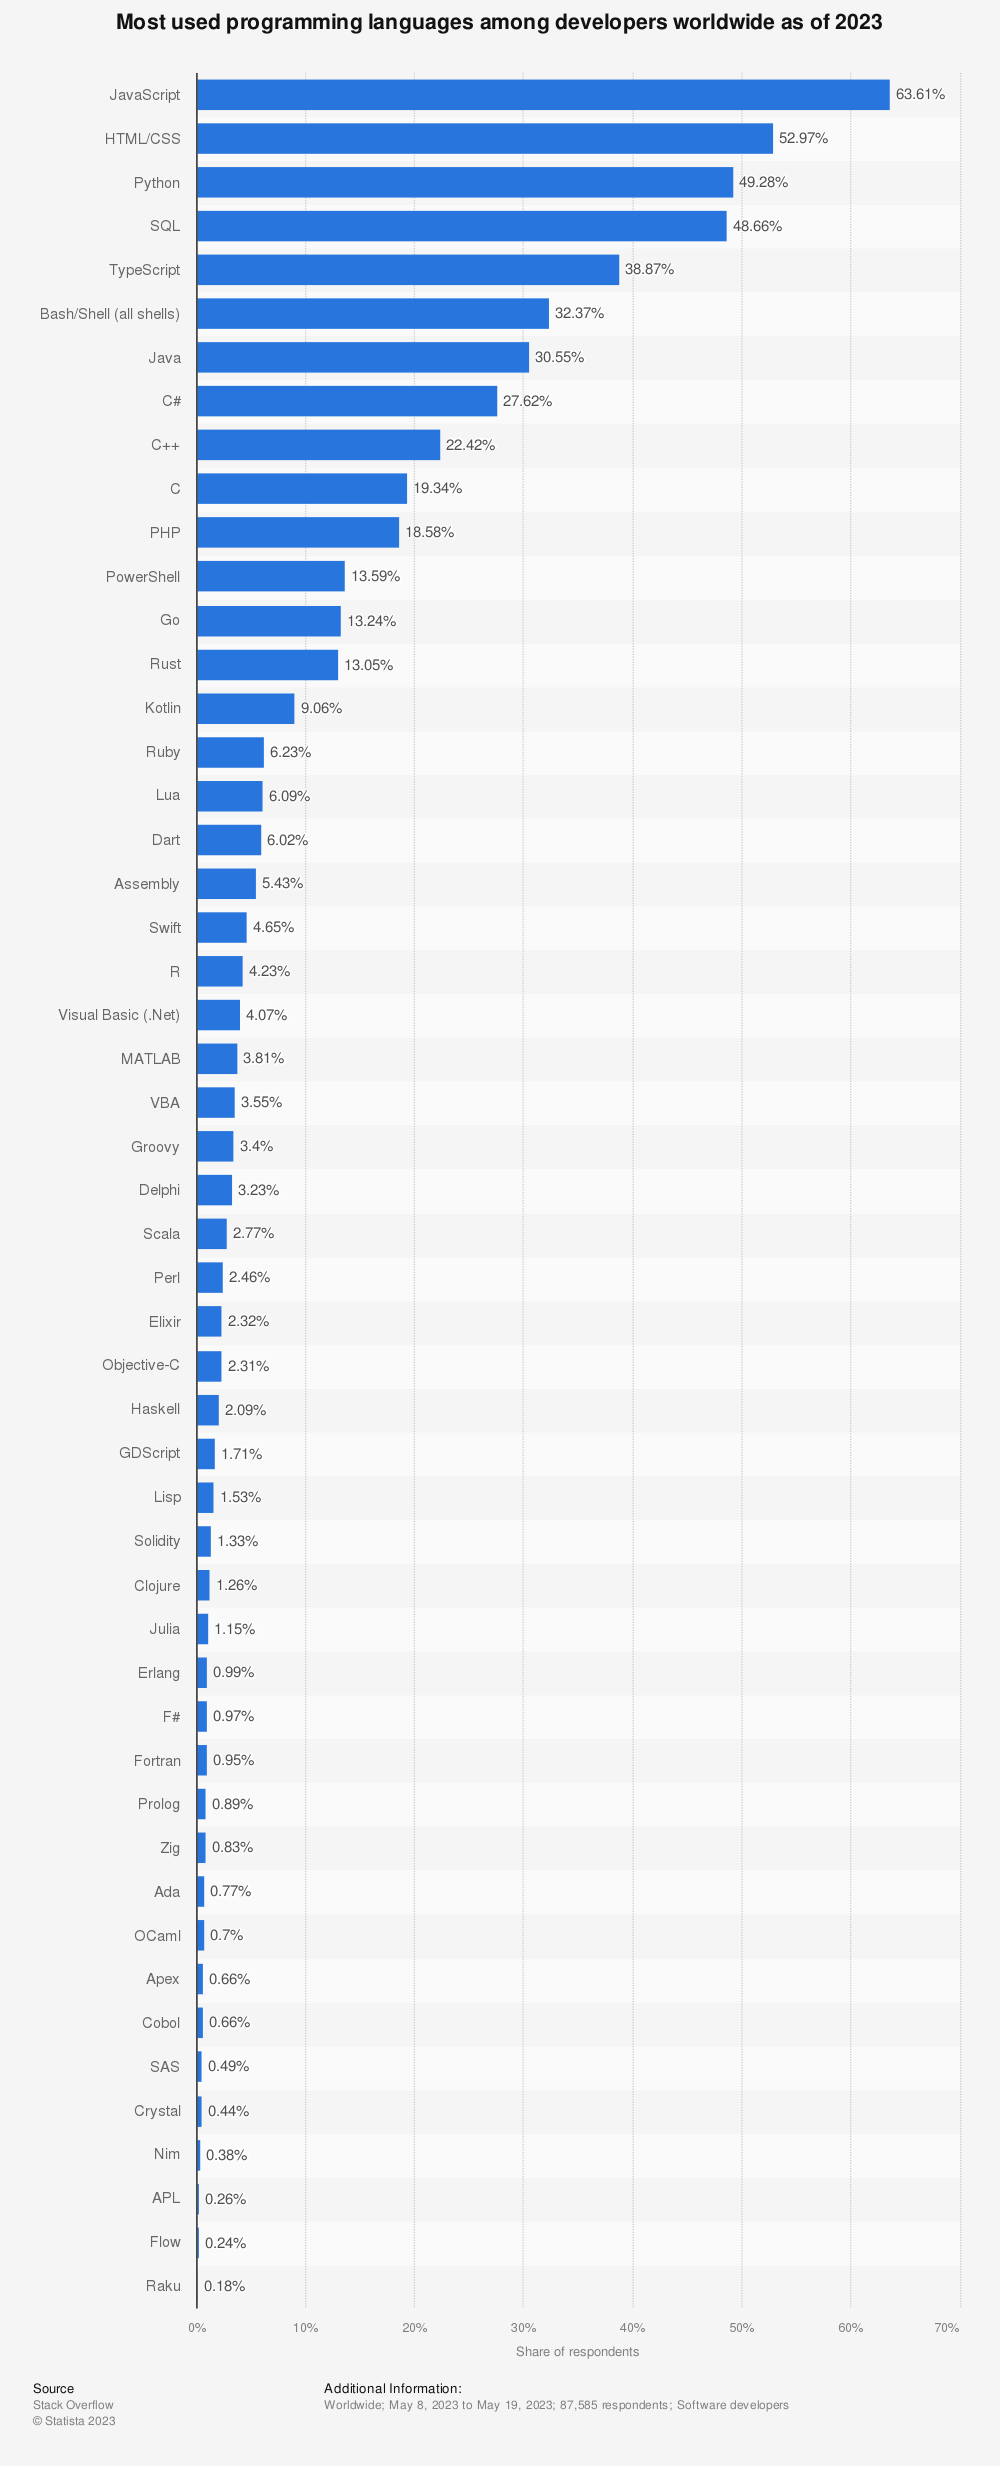 Most used programming languages among developers worldwide as of 2023
JavaScript 63.61%
HTML/CSS 52.97%
Python 49.28%
SQL 48.66%
TypeScript 38.87%
Bash/Shell (all shells) 32.37%
Java 30.55%
C# 27.62%
C++ 22.42%
C 19.34%
PHP 18.58%
PowerShell 13.59%
Go 13.24%
Rust 13.05%
Kotlin 9.06%
Ruby 6.23%
Lua 6.09%
Dart 6.02%
Assembly 5.43%
Swift 4.65%
R 4.23%
Visual Basic (.Net) 4.07%
MATLAB 3.81%
VBA 3.55%
Groovy 3.4%
Delphi 3.23%
Scala 2.77%
Perl 2.46%
Elixir 2.32%
Objective-C 2.31%
Haskell 2.09%
GDScript 1.71%
Lisp 1.53%
Solidity 1.33%
Clojure 1.26%
Julia 1.15%
Erlang 0.99%
F# 0.97%
Fortran 0.95%
Prolog 0.89%
Zig 0.83%
Ada 0.77%
OCaml 0.7%
Apex 0.66%
Cobol 0.66%
SAS 0.49%
Crystal 0.44%
Nim 0.38%
APL 0.26%
Flow 0.24%
Raku 0.18%
0% 10% 20% 30% 40% 50% 60% 70%
Share of respondents
Source
Stack Overflow
© Statista 2023
Additional Information:
Worldwide; May 8, 2023 to May 19, 2023; 87,585 respondents; Software developers